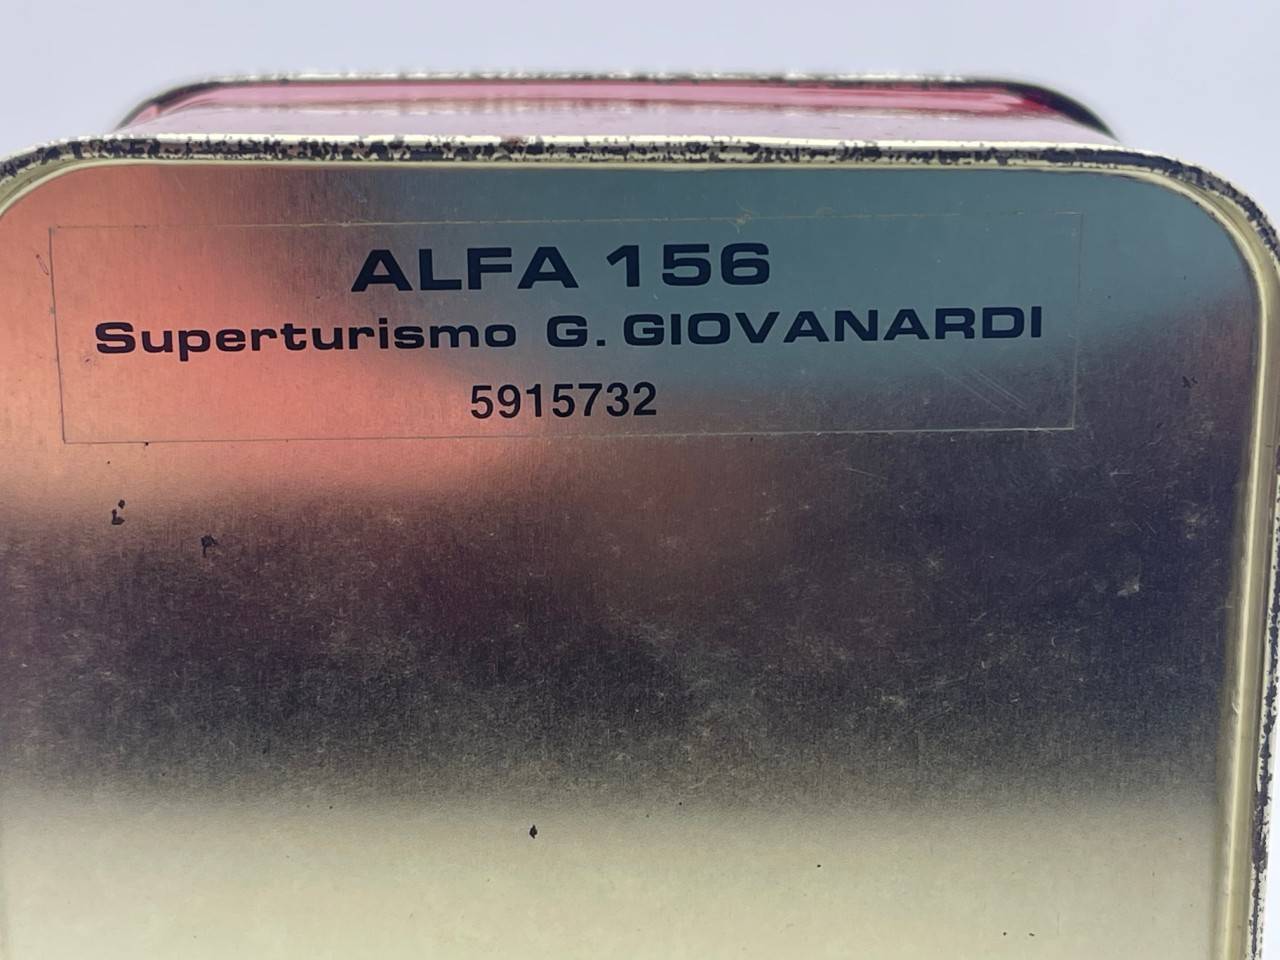 ALFA 156
Superturismo G. GIOVANARDI
5915732